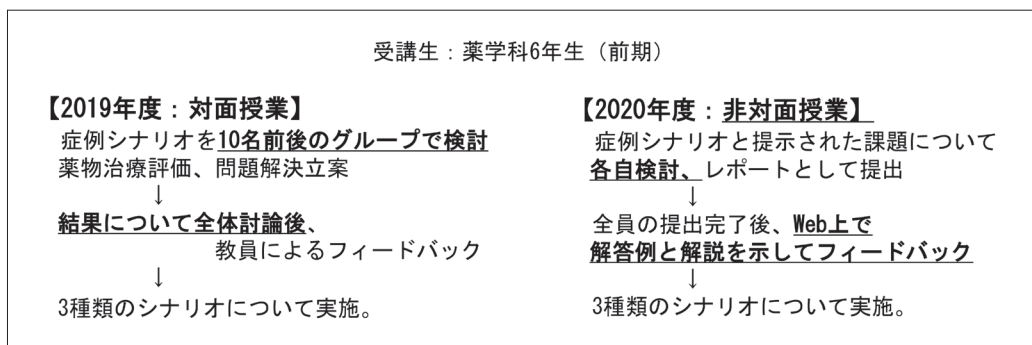 受講生：薬学科6年生（前期）
【2019年度：対面授業】
症例シナリオを10名前後のグループで検討
薬物治療評価、問題解決立案
↓
結果について全体討論後、
教員によるフィードバック
↓
3種類のシナリオについて実施。
【2020年度：非対面授業】
症例シナリオと提示された課題について
各自検討、レポートとして提出
↓
全員の提出完了後、Web上で
解答例と解説を示してフィードバック
↓
3種類のシナリオについて実施。